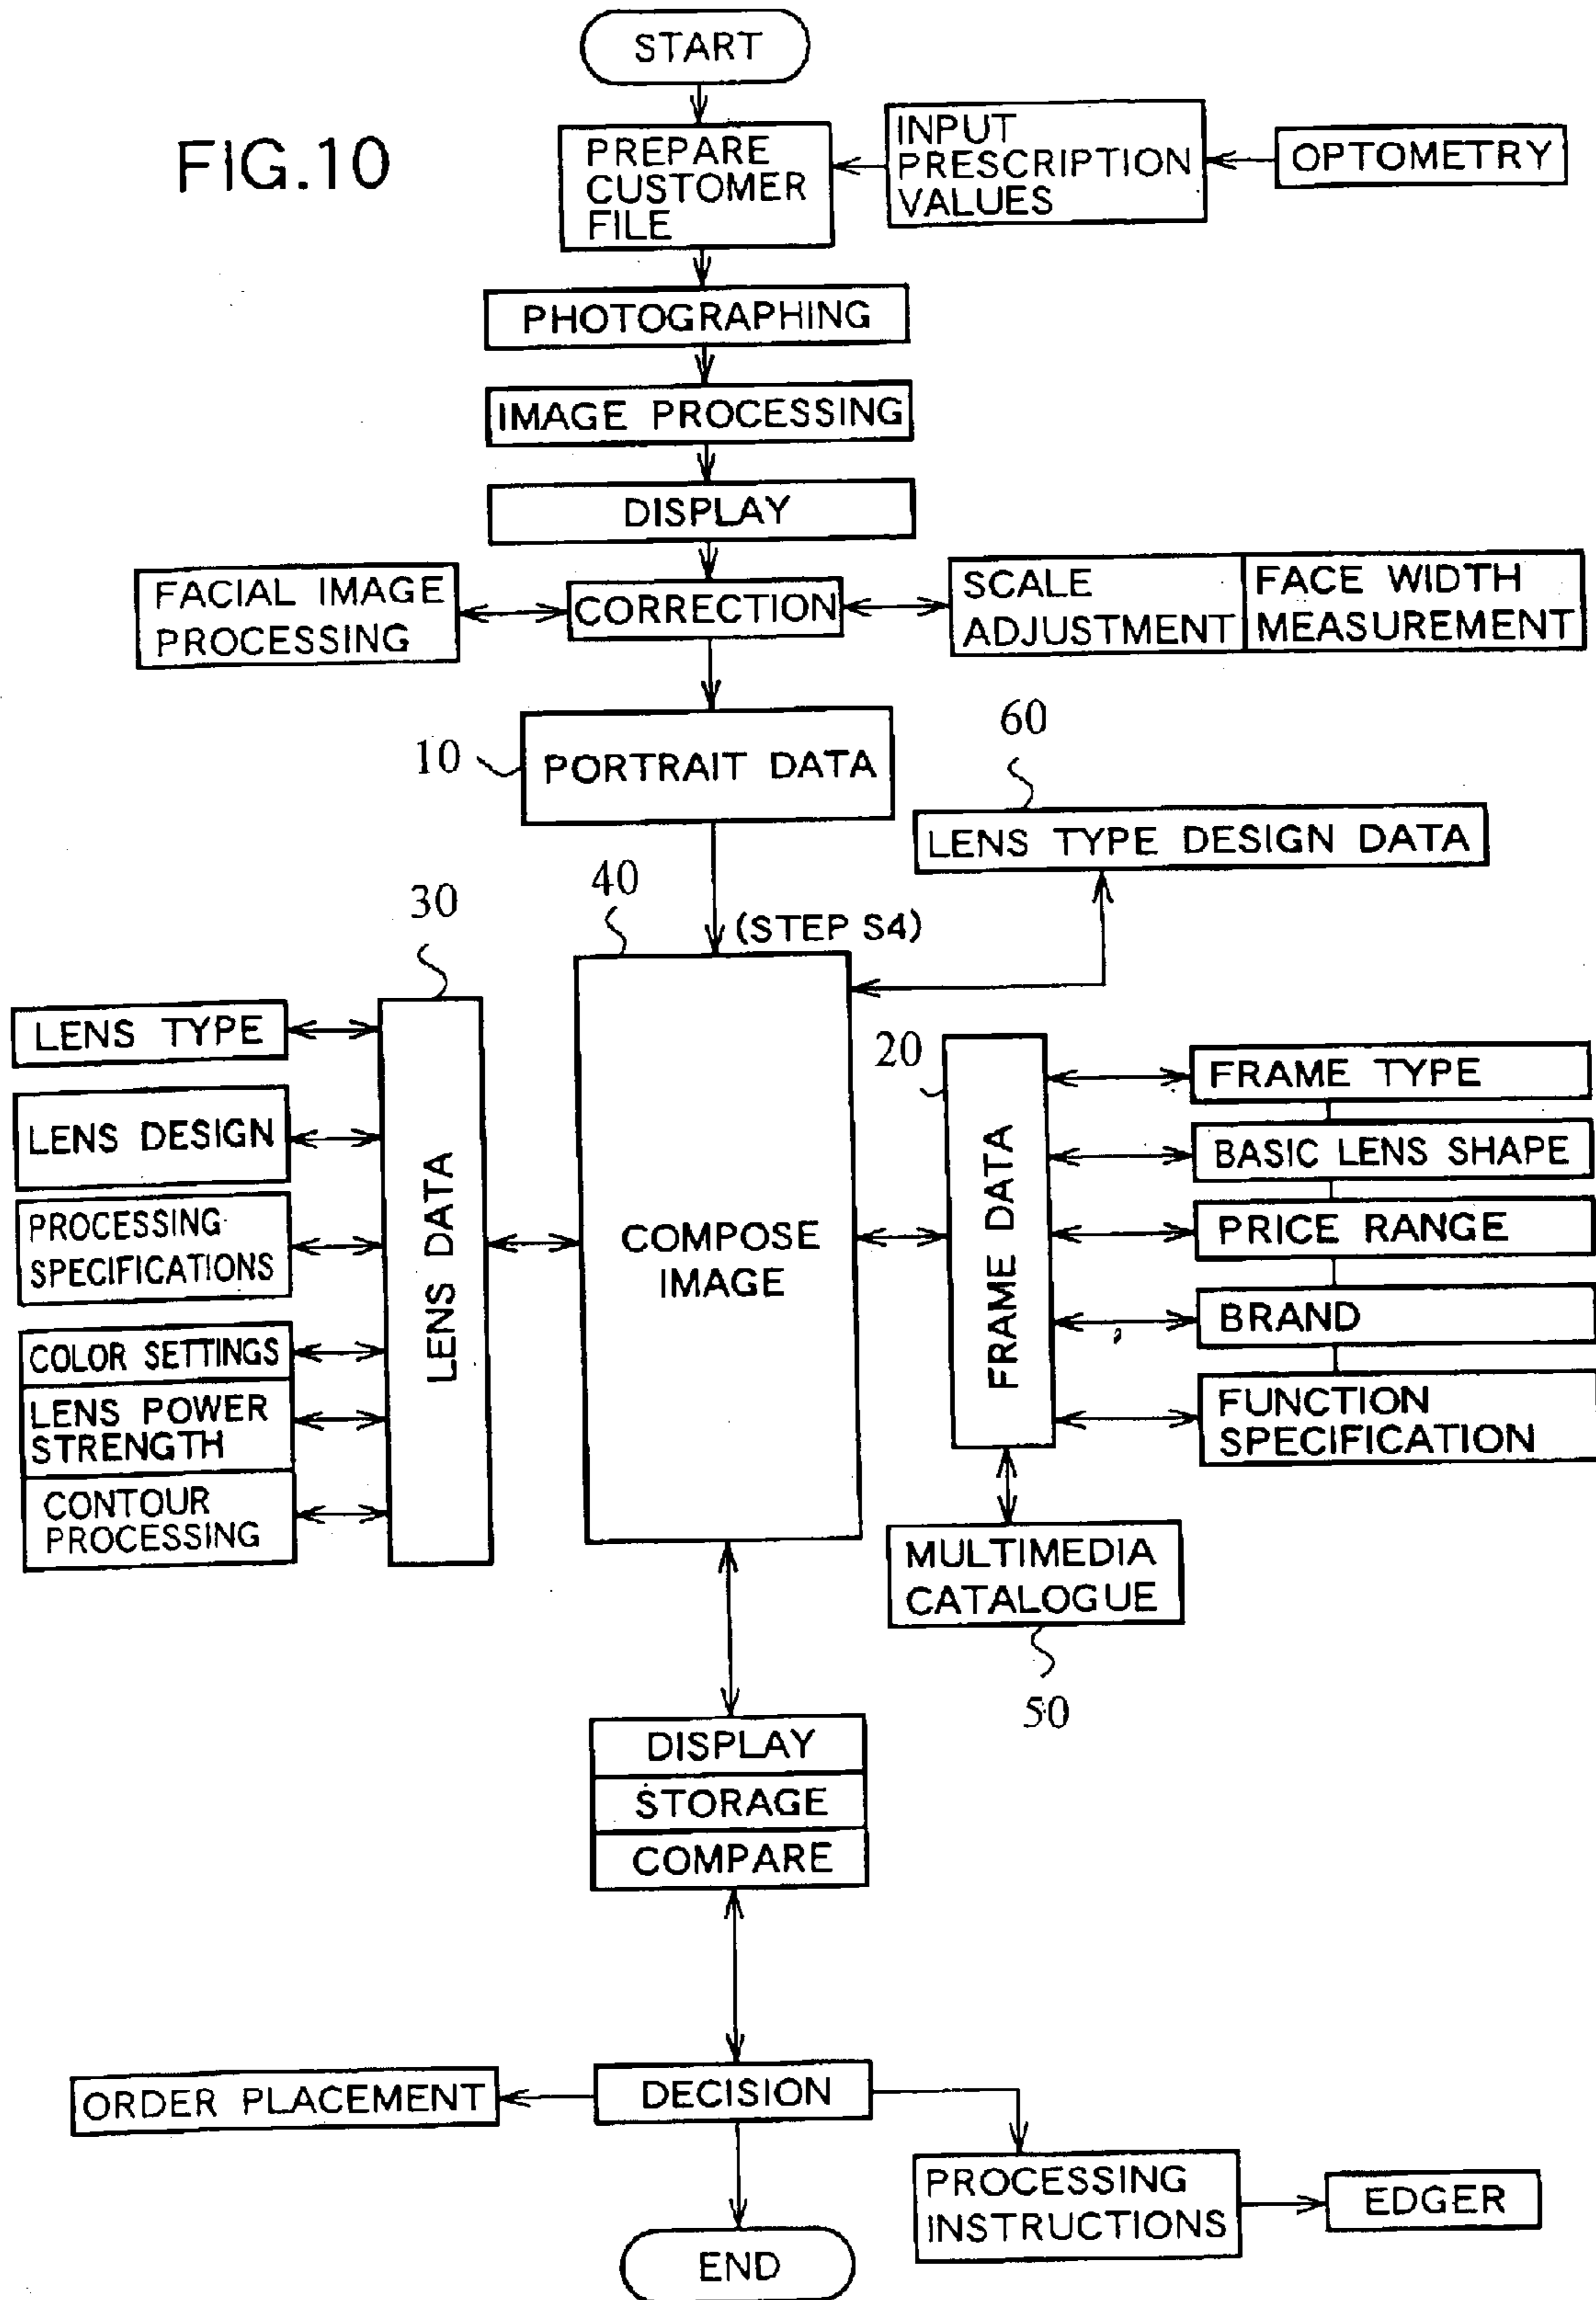 FIG.10
START
PREPARE
CUSTOMER
FILE
INPUT
PRESCRIPTION
VALUES
OPTOMETRY
PHOTOGRAPHING
IMAGE PROCESSING
DISPLAY
FACIAL IMAGE
PROCESSING
CORRECTION
SCALE
ADJUSTMENT
FACE WIDTH
MEASUREMENT
10
PORTRAIT DATA
60
LENS TYPE DESIGN DATA
30
40
(STEP S4)
LENS TYPE
LENS DESIGN
PROCESSING
SPECIFICATIONS
COLOR SETTINGS
LENS POWER
STRENGTH
CONTOUR
PROCESSING
LENS DATA
COMPOSE
IMAGE
20
FRAME DATA
FRAME TYPE
BASIC LENS SHAPE
PRICE RANGE
BRAND
FUNCTION
SPECIFICATION
MULTIMEDIA
CATALOGUE
50
DISPLAY
STORAGE
COMPARE
ORDER PLACEMENT
DECISION
PROCESSING
INSTRUCTIONS
EDGER
END